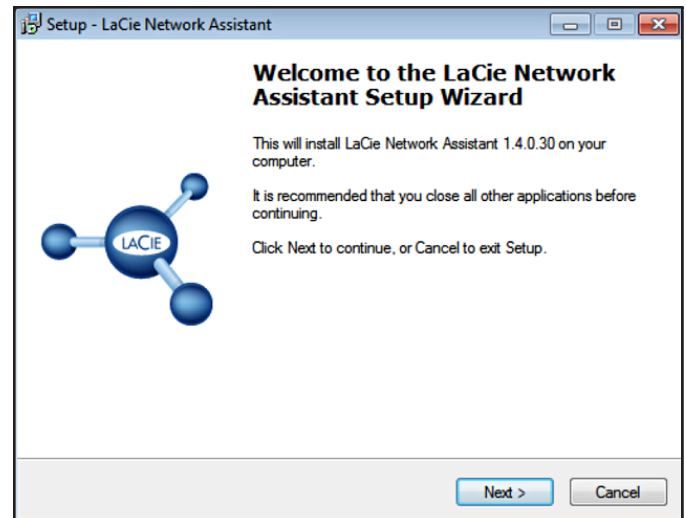 Setup - LaCie Network Assistant
Welcome to the LaCie Network
Assistant Setup Wizard
This will install LaCie Network Assistant 1.4.0.30 on your
computer.
It is recommended that you close all other applications before
continuing.
Click Next to continue, or Cancel to exit Setup.
LACIE
Next >
Cancel